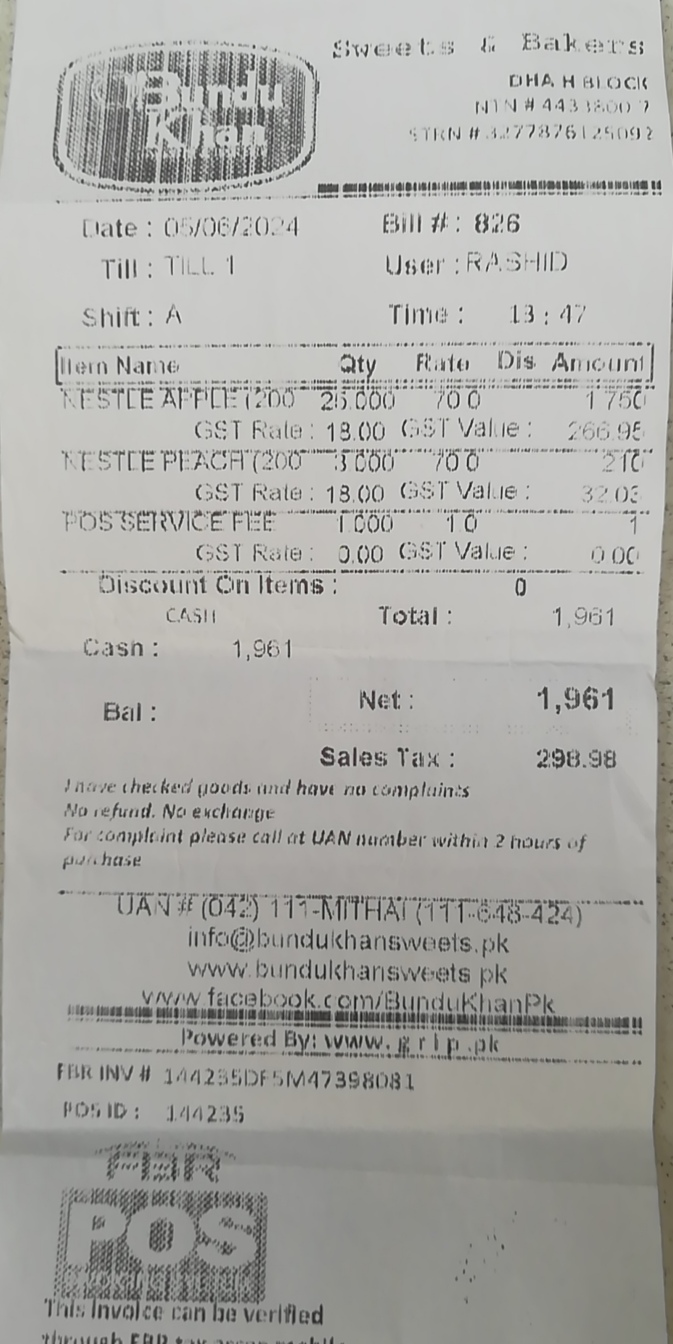 Bundu
Khan
Sweets & Bakers
DHA H BLOCK
NTN # 4433800 7
STRN # 3277876125092
Date : 05/06/2024 Bill # : 826
Till : TILL 1 User : RASHID
Shift : A Time : 13 : 47
Item Name Qty Rate Dis Amount
NESTLE APPLE (200 25.000 70 0 1 750
GST Rate : 18.00 GST Value : 266.95
NESTLE PEACH (200 3 000 70 0 210
GST Rate : 18.00 GST Value : 32.03
POS SERVICE FEE 1 000 1 0 1
GST Rate : 0.00 GST Value : 0.00
Discount On Items : 0
CASH Total : 1,961
Cash : 1,961
Bal : Net : 1,961
Sales Tax : 298.98
I have checked goods and have no complaints
No refund. No exchange
For complaint please call at UAN number within 2 hours of
purchase
UAN # (042) 111-MITHAI (111-648-424)
info@bundukhansweets.pk
www.bundukhansweets pk
www.facebook.com/BunduKhanPk
Powered By: www. g r i p .pk
FBR INV # 144235DF5M47398081
POS ID : 144235
FBR
POS
This Invoice can be verified
through FBR tax asaan mobile